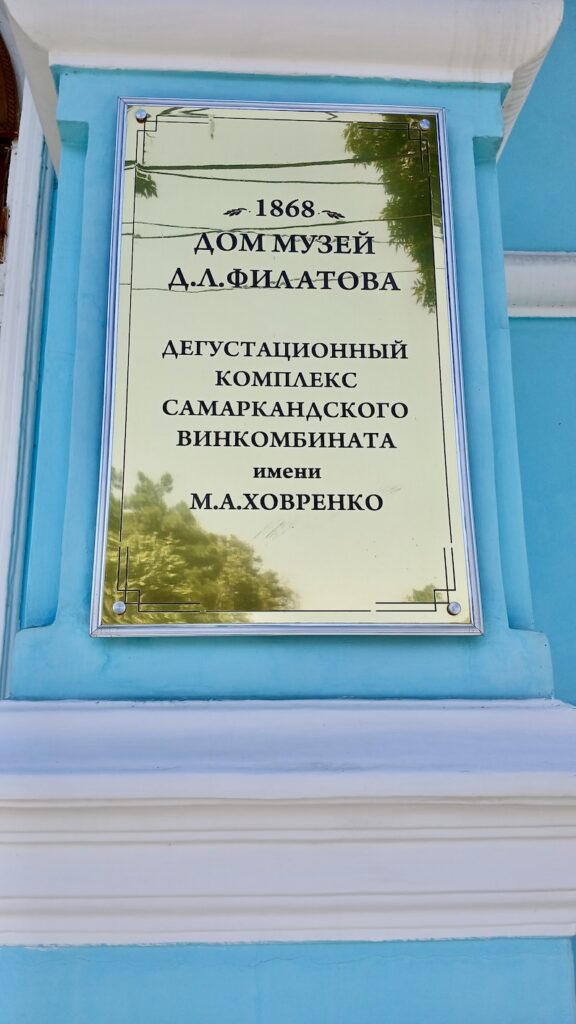 1868
ДОМ МУЗЕЙ
Д.Л.ФИЛАТОВА
ДЕГУСТАЦИОННЫЙ
КОМПЛЕКС
САМАРКАНДСКОГО
ВИНКОМБИНАТА
имени
М.А.ХОВРЕНКО